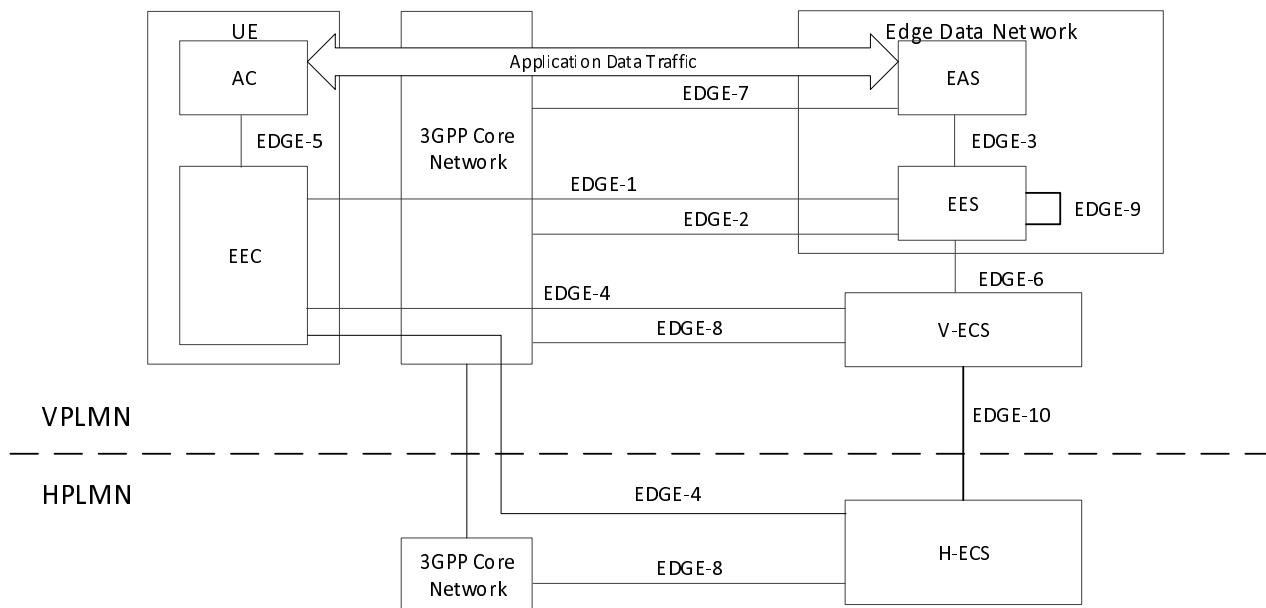 UE
Edge Data Network
Application Data Traffic
AC
EAS
EDGE-7
EDGE-5
3GPP Core
Network
EDGE-3
EDGE-1
EES
EDGE-9
EDGE-2
EEC
EDGE-6
EDGE-4
EDGE-8
V-ECS
VPLMN
EDGE-10
HPLMN
EDGE-4
H-ECS
3GPP Core
Network
EDGE-8